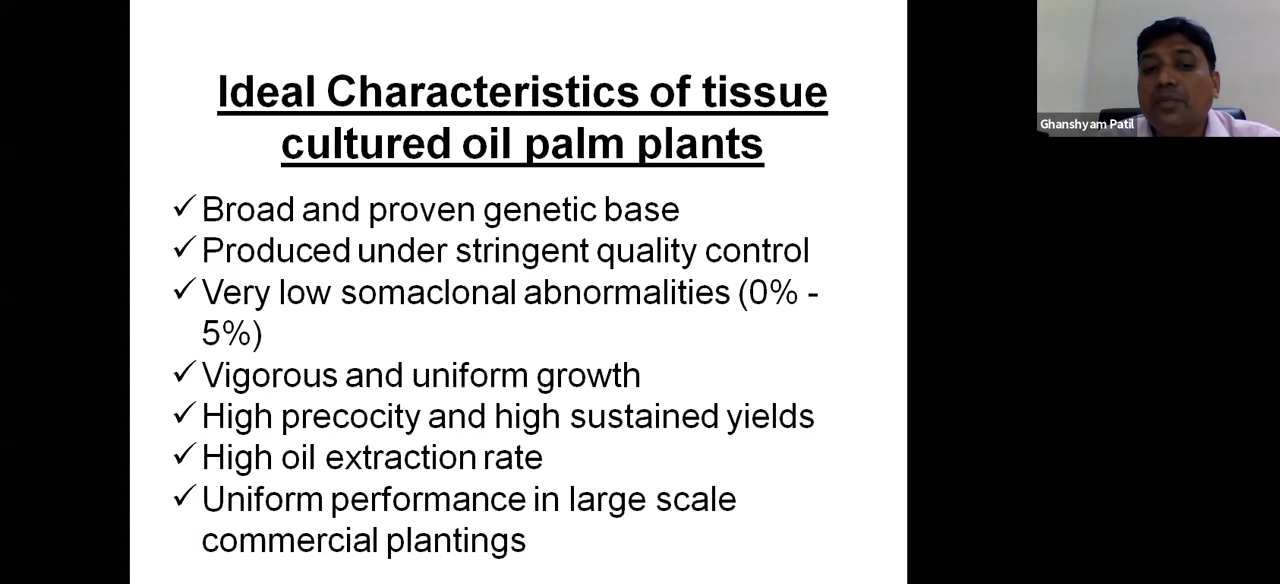 Ideal Characteristics of tissue
cultured oil palm plants
✓Broad and proven genetic base
✓Produced under stringent quality control
✓Very low somaclonal abnormalities (0% -
5%)
✓Vigorous and uniform growth
✓High precocity and high sustained yields
✓High oil extraction rate
✓Uniform performance in large scale
commercial plantings
Ghanshyam Patil